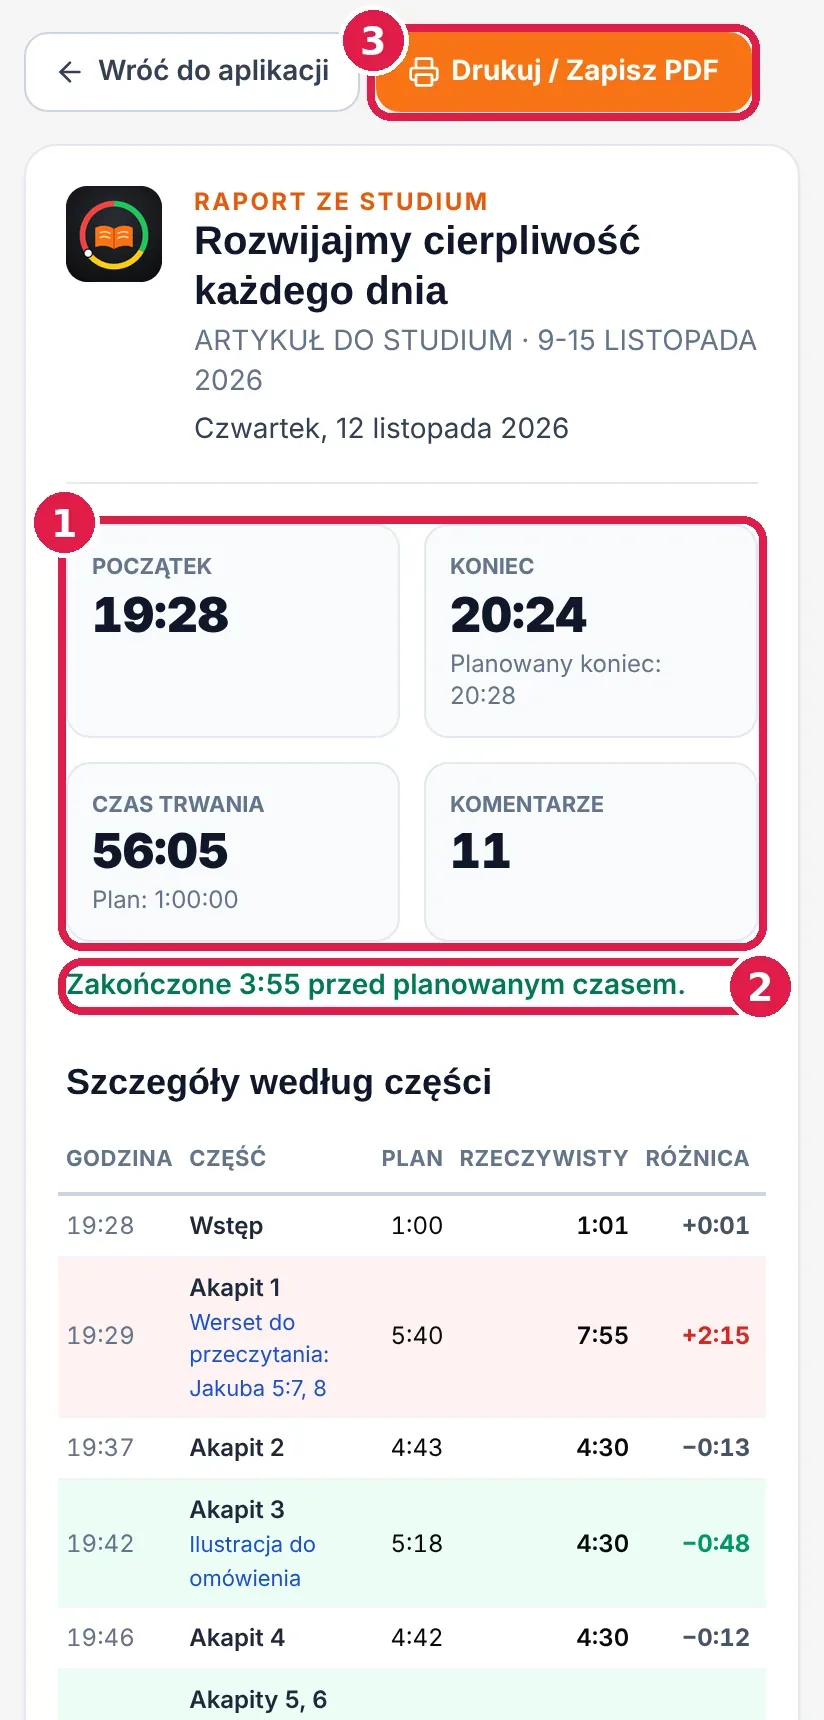 ← Wróć do aplikacji
3
Drukuj / Zapisz PDF
RAPORT ZE STUDIUM
Rozwijajmy cierpliwość
każdego dnia
ARTYKUŁ DO STUDIUM · 9-15 LISTOPADA
2026
Czwartek, 12 listopada 2026
1
POCZĄTEK
19:28
KONIEC
20:24
Planowany koniec:
20:28
CZAS TRWANIA
56:05
Plan: 1:00:00
KOMENTARZE
11
Zakończone 3:55 przed planowanym czasem.
2
Szczegóły według części
GODZINA CZĘŚĆ PLAN RZECZYWISTY RÓŻNICA
19:28 Wstęp 1:00 1:01 +0:01
Akapit 1
Werset do
przeczytania:
Jakuba 5:7, 8
19:29 5:40 7:55 +2:15
19:37 Akapit 2 4:43 4:30 −0:13
Akapit 3
Ilustracja do
omówienia
19:42 5:18 4:30 −0:48
19:46 Akapit 4 4:42 4:30 −0:12
Akapity 5, 6